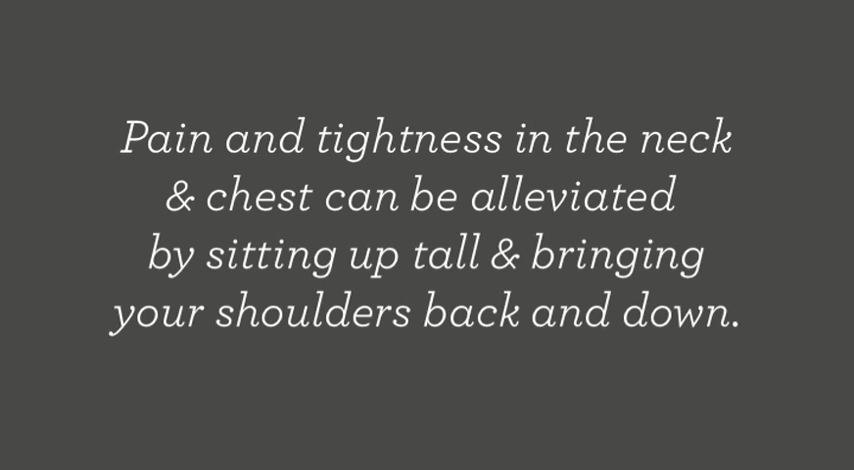 Pain and tightness in the neck
& chest can be alleviated
by sitting up tall & bringing
your shoulders back and down.